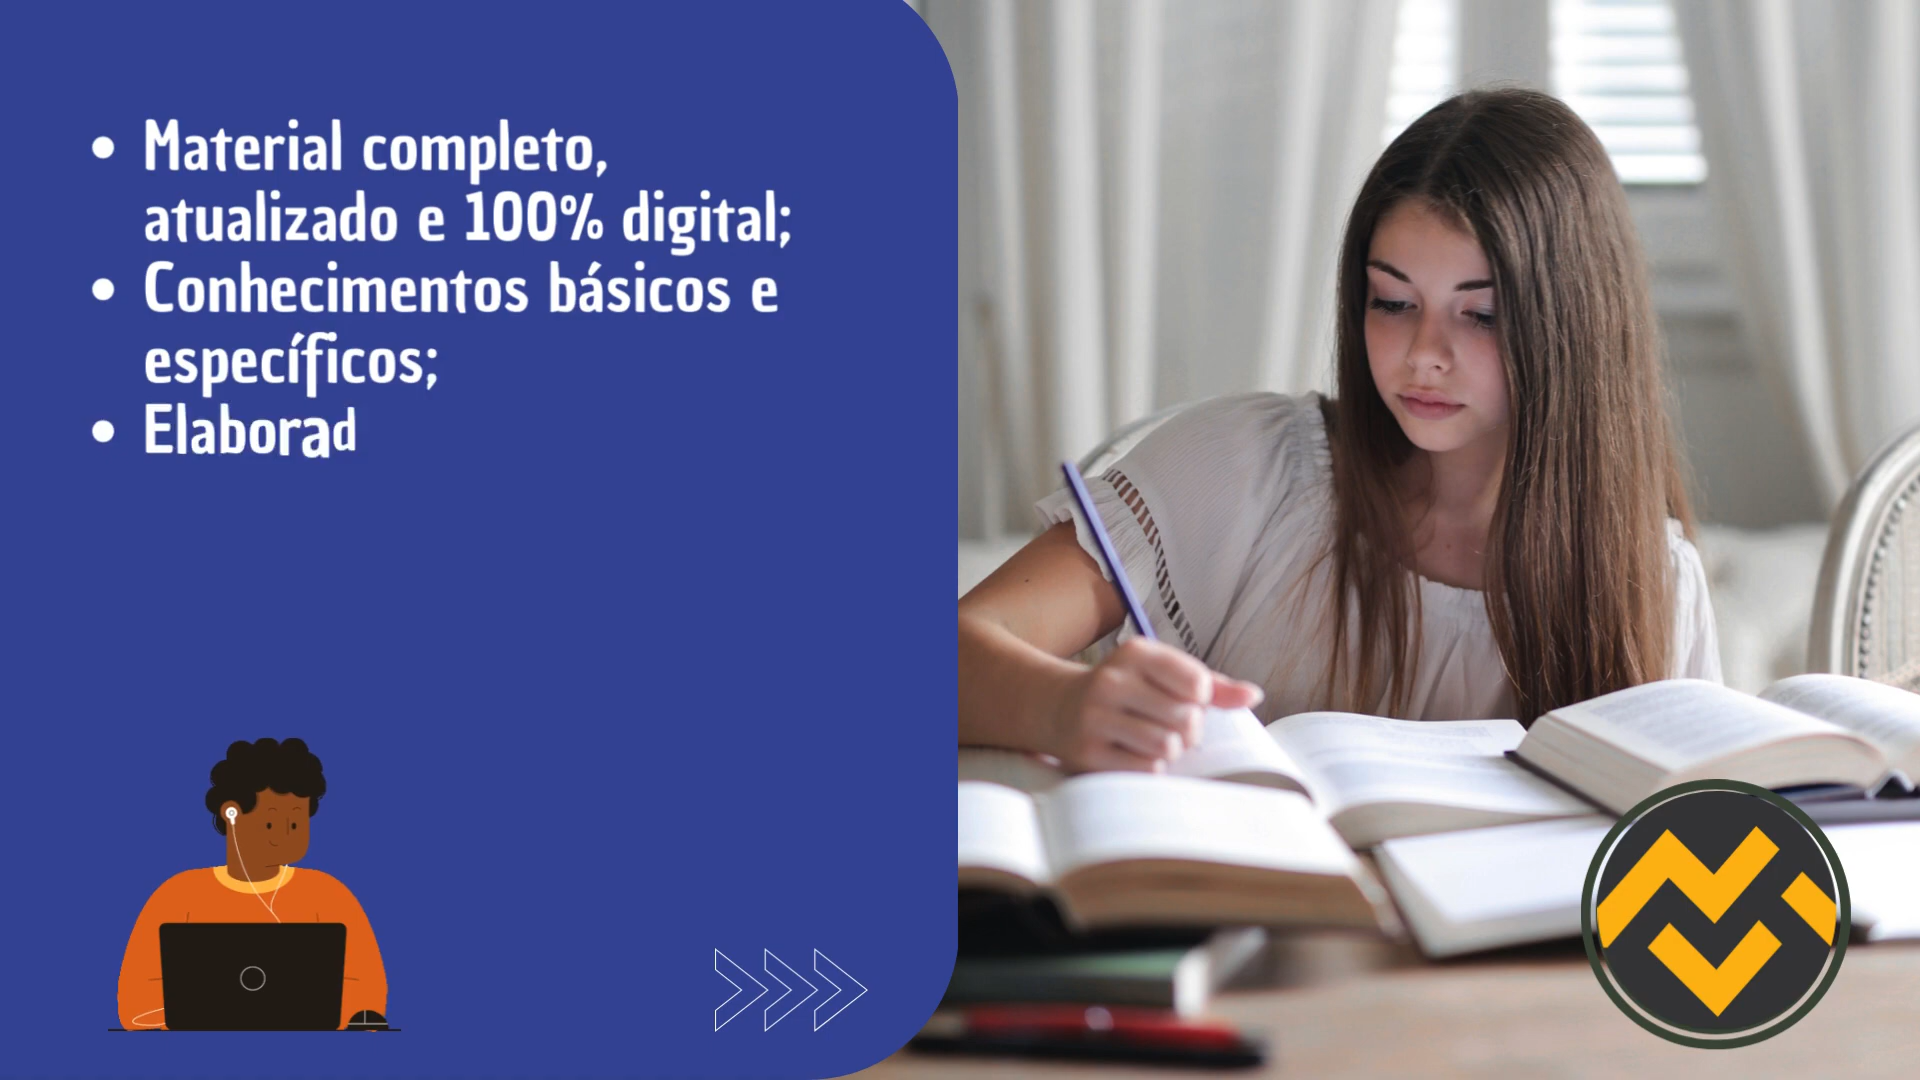 • Material completo,
atualizado e 100% digital;
• Conhecimentos básicos e
específicos;
• Elaborad